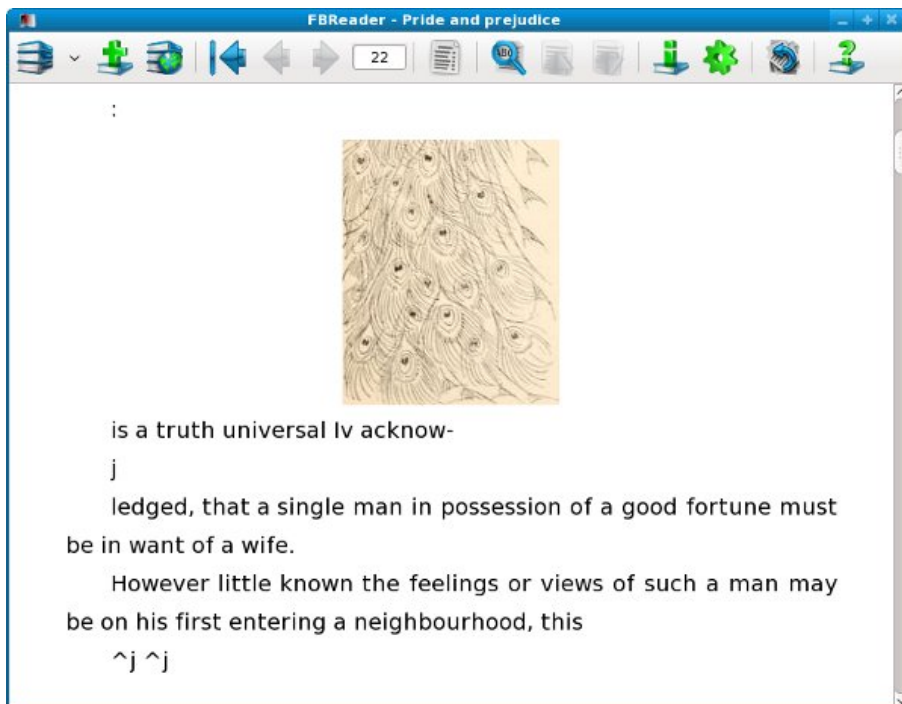 FBReader - Pride and prejudice
22
ABC
:
is a truth universal Iv acknow-
j
ledged, that a single man in possession of a good fortune must
be in want of a wife.
However little known the feelings or views of such a man may
be on his first entering a neighbourhood, this
^j ^j